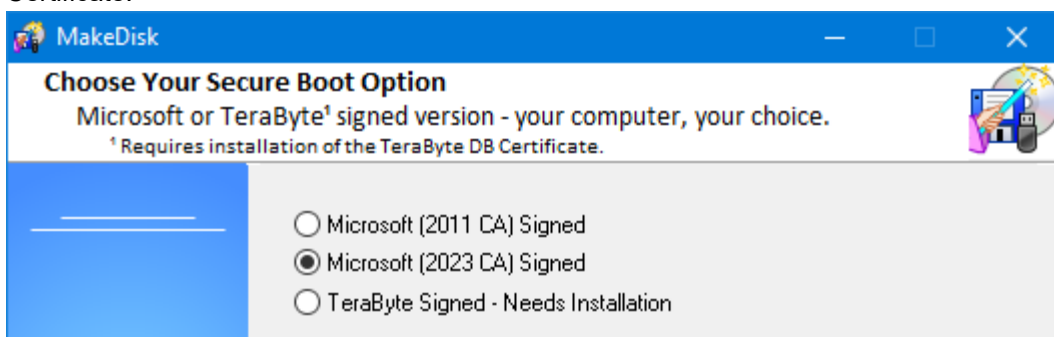 MakeDisk
Choose Your Secure Boot Option
Microsoft or TeraByte¹ signed version - your computer, your choice.
¹ Requires installation of the TeraByte DB Certificate.
Microsoft (2011 CA) Signed
Microsoft (2023 CA) Signed
TeraByte Signed - Needs Installation